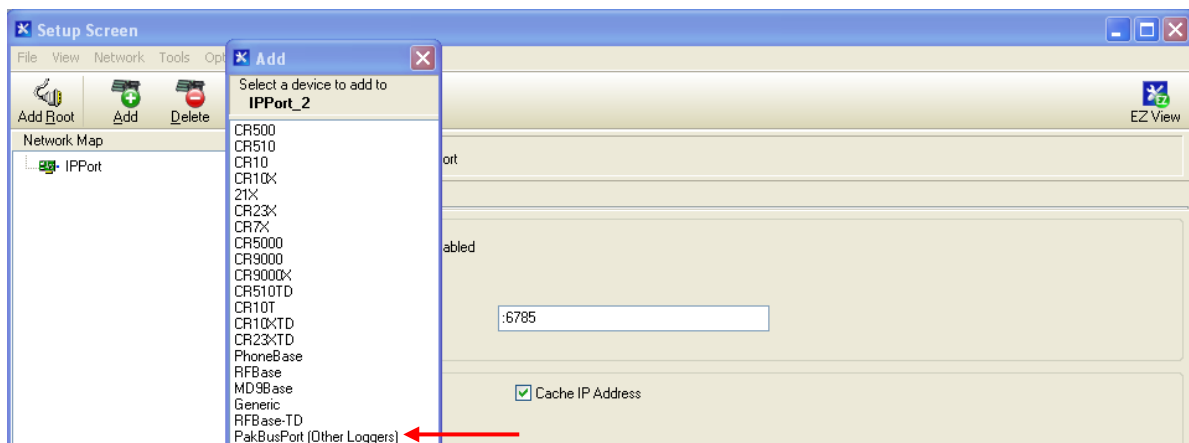 Setup Screen
File View Network Tools Opt
Add Root Add Delete
EZ View
Network Map
IPPort
Add
Select a device to add to
IPPort_2
CR500
CR510
CR10
CR10X
21X
CR23X
CR7X
CR5000
CR9000
CR9000X
CR510TD
CR10T
CR10XTD
CR23XTD
PhoneBase
RFBase
MD9Base
Generic
RFBase-TD
PakBusPort (Other Loggers)
ort
abled
:6785
Cache IP Address